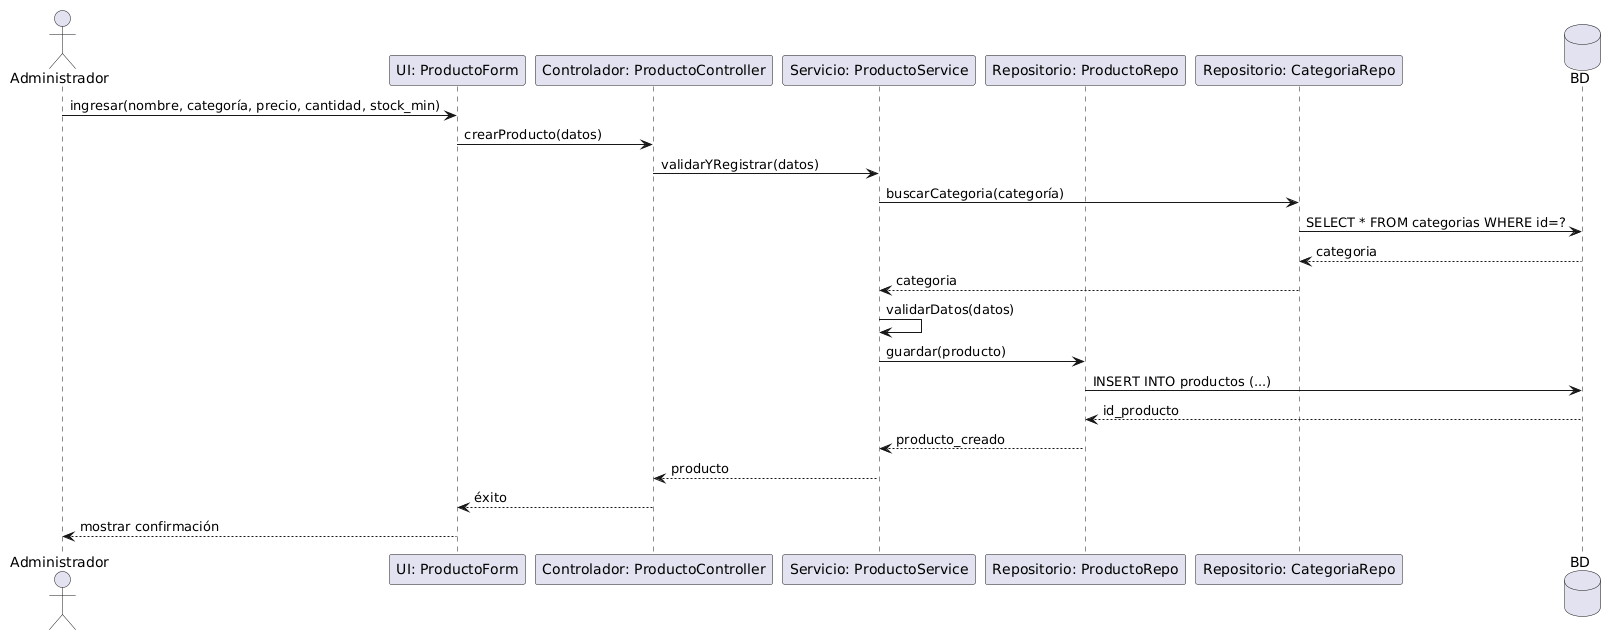 Administrador
UI: ProductoForm
Controlador: ProductoController
Servicio: ProductoService
Repositorio: ProductoRepo
Repositorio: CategoriaRepo
BD
ingresar(nombre, categoría, precio, cantidad, stock_min)
crearProducto(datos)
validarYRegistrar(datos)
buscarCategoria(categoría)
SELECT * FROM categorias WHERE id=?
categoria
categoria
validarDatos(datos)
guardar(producto)
INSERT INTO productos (...)
id_producto
producto_creado
producto
éxito
mostrar confirmación
Administrador
UI: ProductoForm
Controlador: ProductoController
Servicio: ProductoService
Repositorio: ProductoRepo
Repositorio: CategoriaRepo
BD